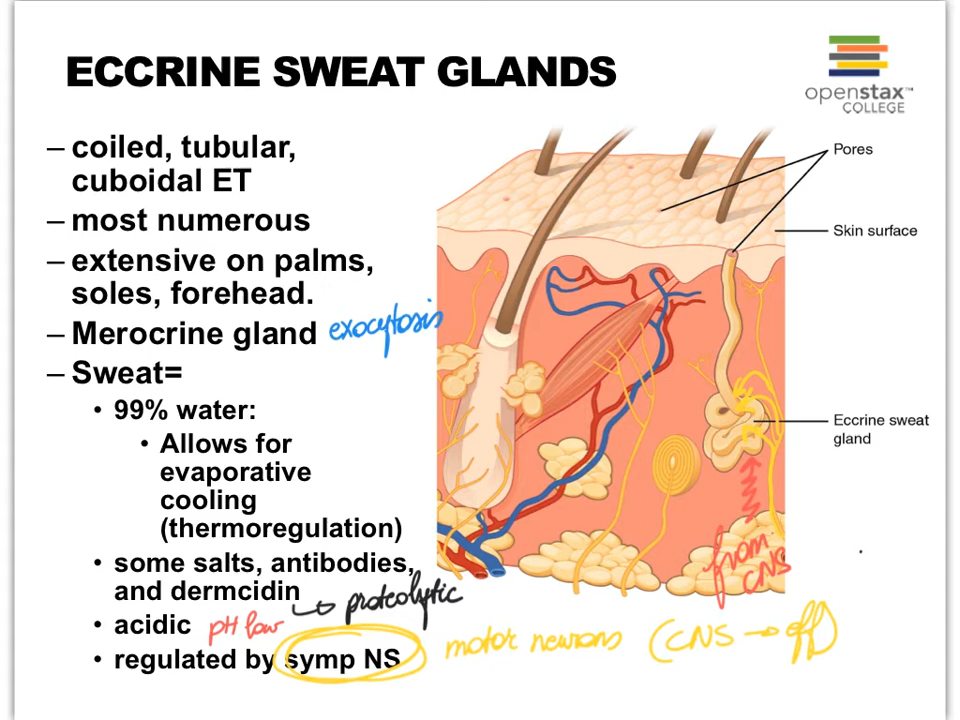 ECCRINE SWEAT GLANDS
openstax™
COLLEGE
– coiled, tubular,
cuboidal ET
– most numerous
– extensive on palms,
soles, forehead.
– Merocrine gland exocytosis
– Sweat=
• 99% water:
• Allows for
evaporative
cooling
(thermoregulation)
• some salts, antibodies,
and dermcidin
↳ proteolytic
• acidic pH low
• regulated by symp NS motor neurons (CNS → eff)
Pores
Skin surface
Eccrine sweat
gland
from
CNS